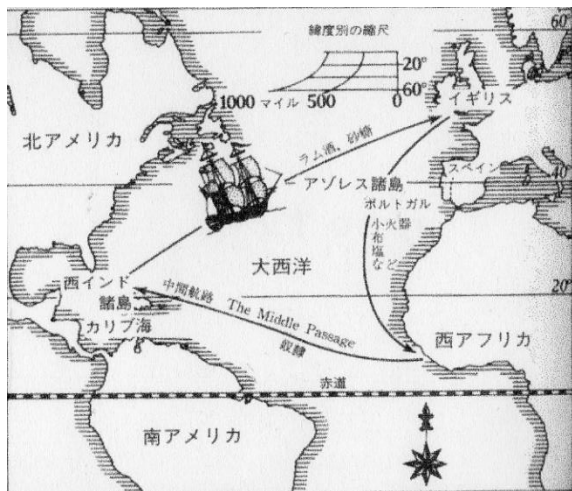 緯度別の縮尺
60°
20°
60°
1000 マイル 500 0
イギリス
北アメリカ
ラム酒、砂糖
スペイン
40°
アゾレス諸島
ポルトガル
小火器
布
塩
など
大西洋
西インド
諸島
中間航路 The Middle Passage
奴隷
20°
カリブ海
西アフリカ
赤道
南アメリカ